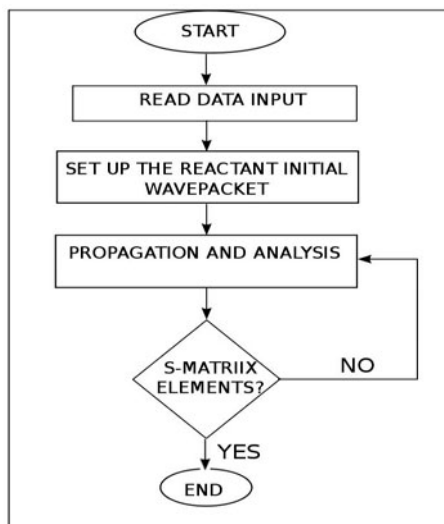 START
READ DATA INPUT
SET UP THE REACTANT INITIAL
WAVEPACKET
PROPAGATION AND ANALYSIS
S-MATRIIX
ELEMENTS?
NO
YES
END